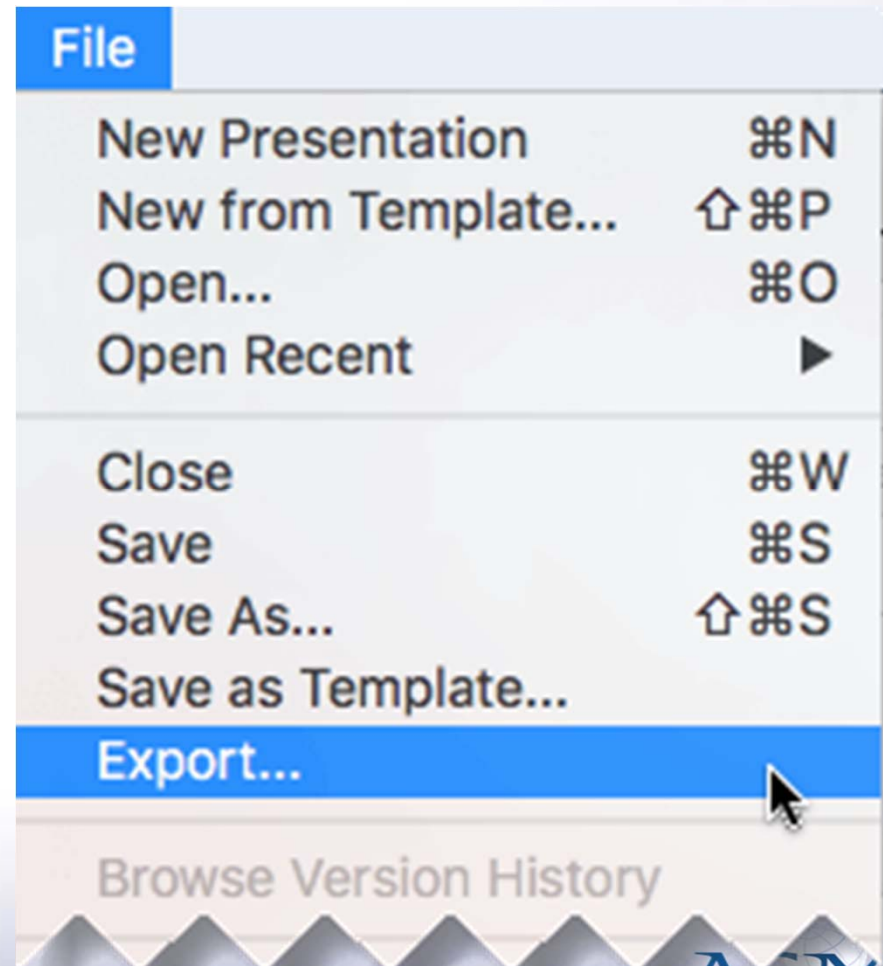 File
New Presentation ⌘N
New from Template... ⇧⌘P
Open... ⌘O
Open Recent ▶
Close ⌘W
Save ⌘S
Save As... ⇧⌘S
Save as Template...
Export...
Browse Version History